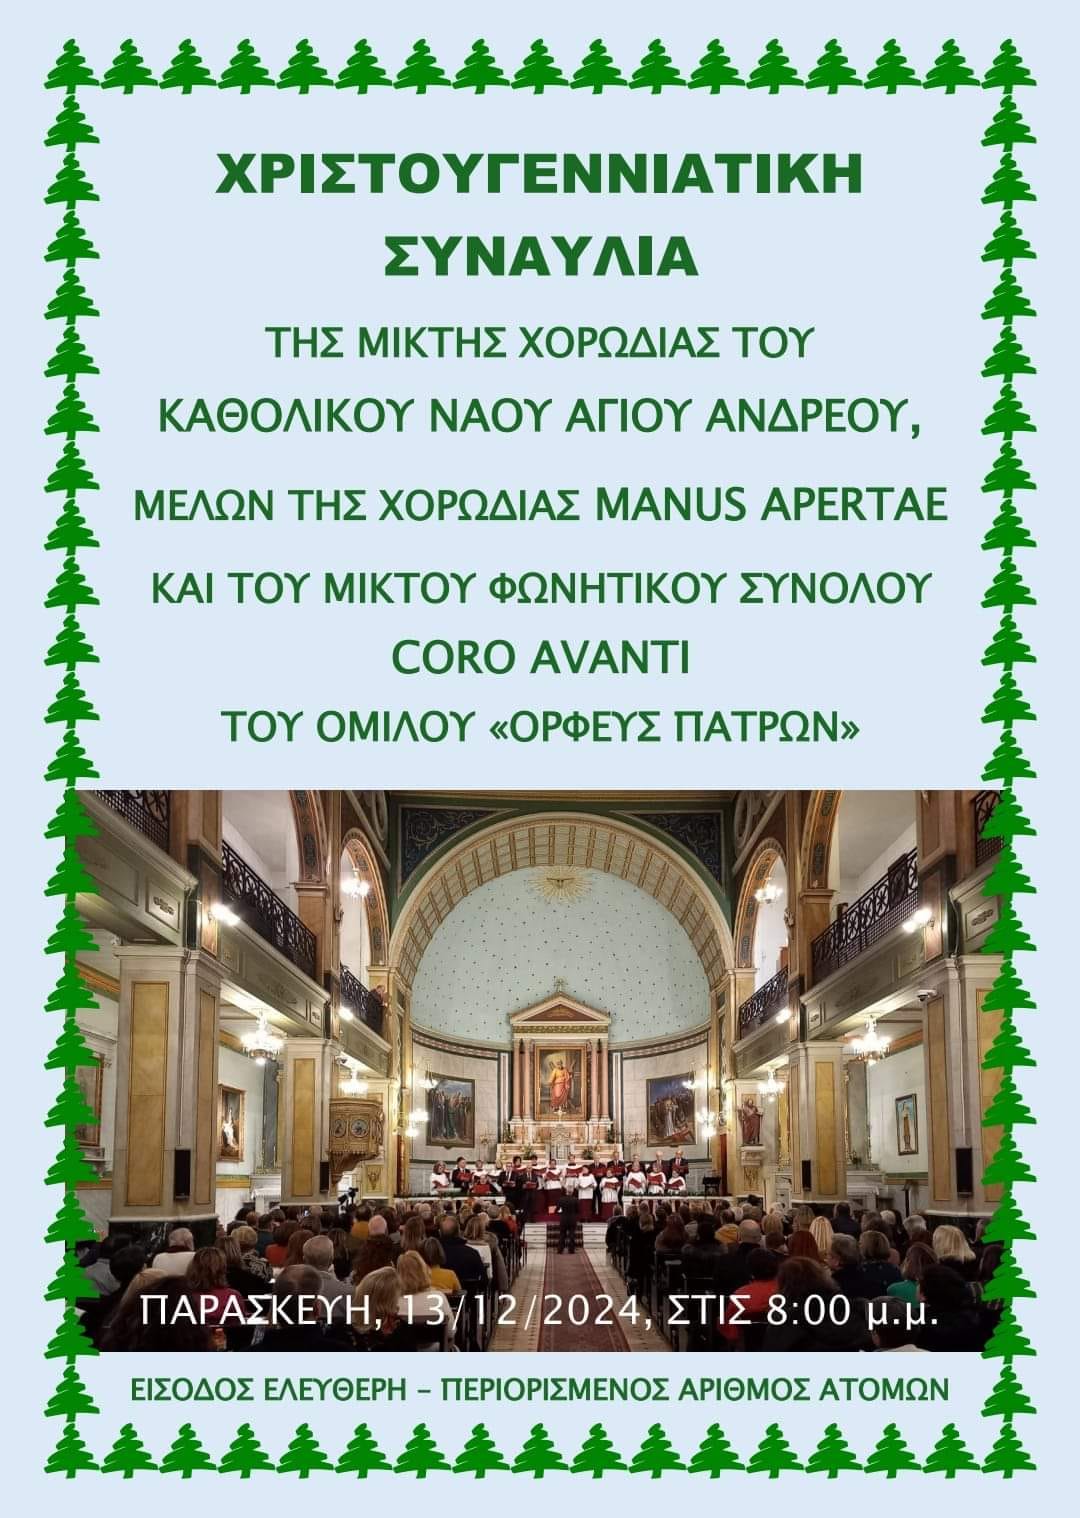 ΧΡΙΣΤΟΥΓΕΝΝΙΑΤΙΚΗ
ΣΥΝΑΥΛΙΑ
ΤΗΣ ΜΙΚΤΗΣ ΧΟΡΩΔΙΑΣ ΤΟΥ
ΚΑΘΟΛΙΚΟΥ ΝΑΟΥ ΑΓΙΟΥ ΑΝΔΡΕΟΥ,
ΜΕΛΩΝ ΤΗΣ ΧΟΡΩΔΙΑΣ MANUS APERTAE
ΚΑΙ ΤΟΥ ΜΙΚΤΟΥ ΦΩΝΗΤΙΚΟΥ ΣΥΝΟΛΟΥ
CORO AVANTI
ΤΟΥ ΟΜΙΛΟΥ «ΟΡΦΕΥΣ ΠΑΤΡΩΝ»
ΠΑΡΑΣΚΕΥΗ, 13/12/2024, ΣΤΙΣ 8:00 μ.μ.
ΕΙΣΟΔΟΣ ΕΛΕΥΘΕΡΗ – ΠΕΡΙΟΡΙΣΜΕΝΟΣ ΑΡΙΘΜΟΣ ΑΤΟΜΩΝ